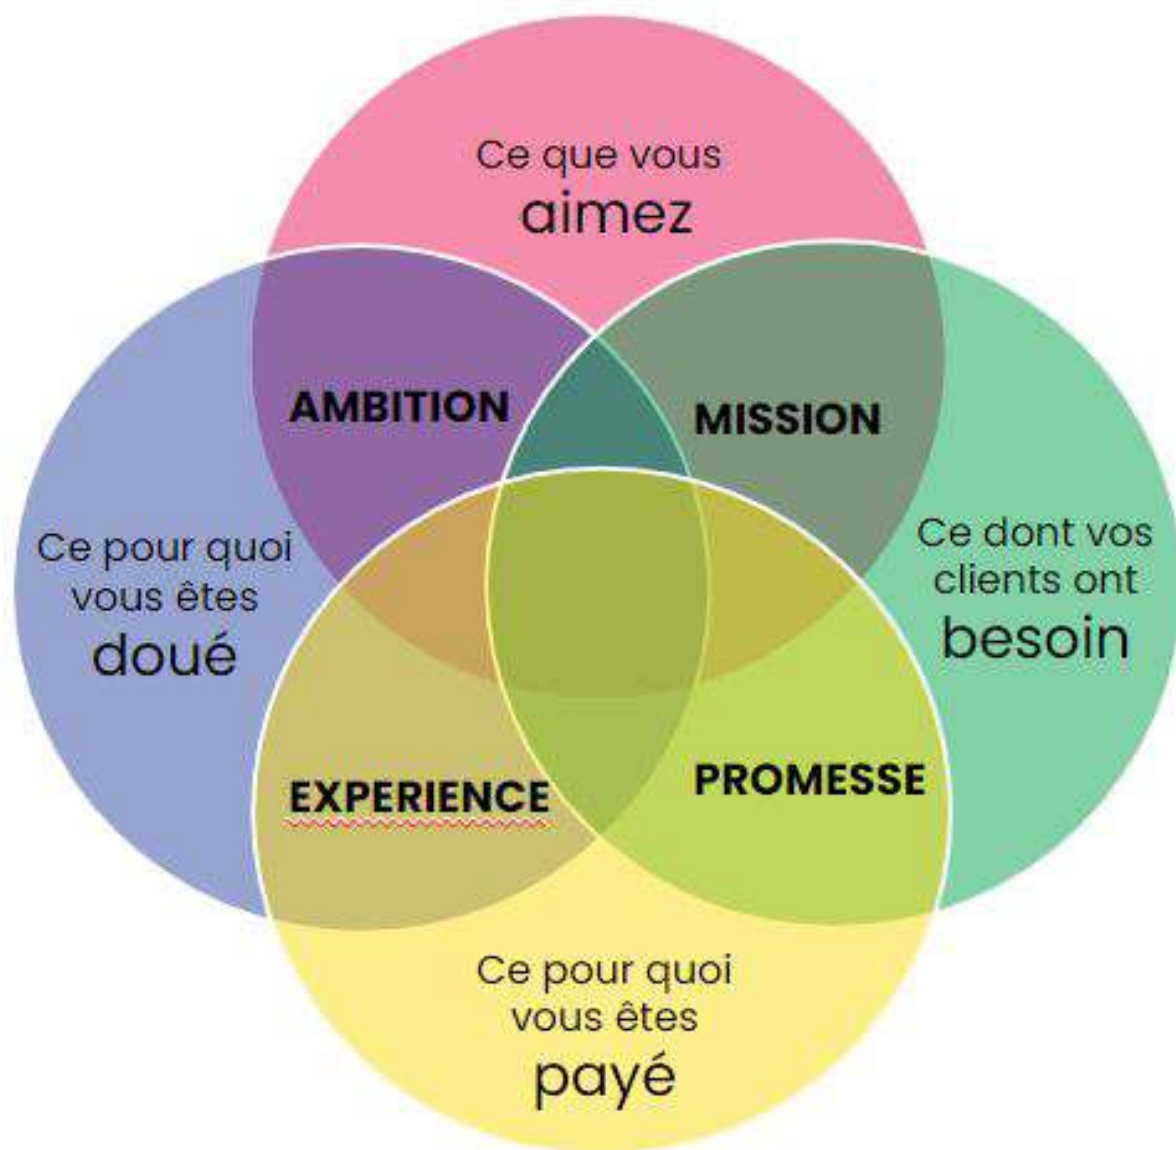 Ce que vous
aimez
AMBITION
MISSION
Ce pour quoi
vous êtes
doué
Ce dont vos
clients ont
besoin
EXPERIENCE
PROMESSE
Ce pour quoi
vous êtes
payé